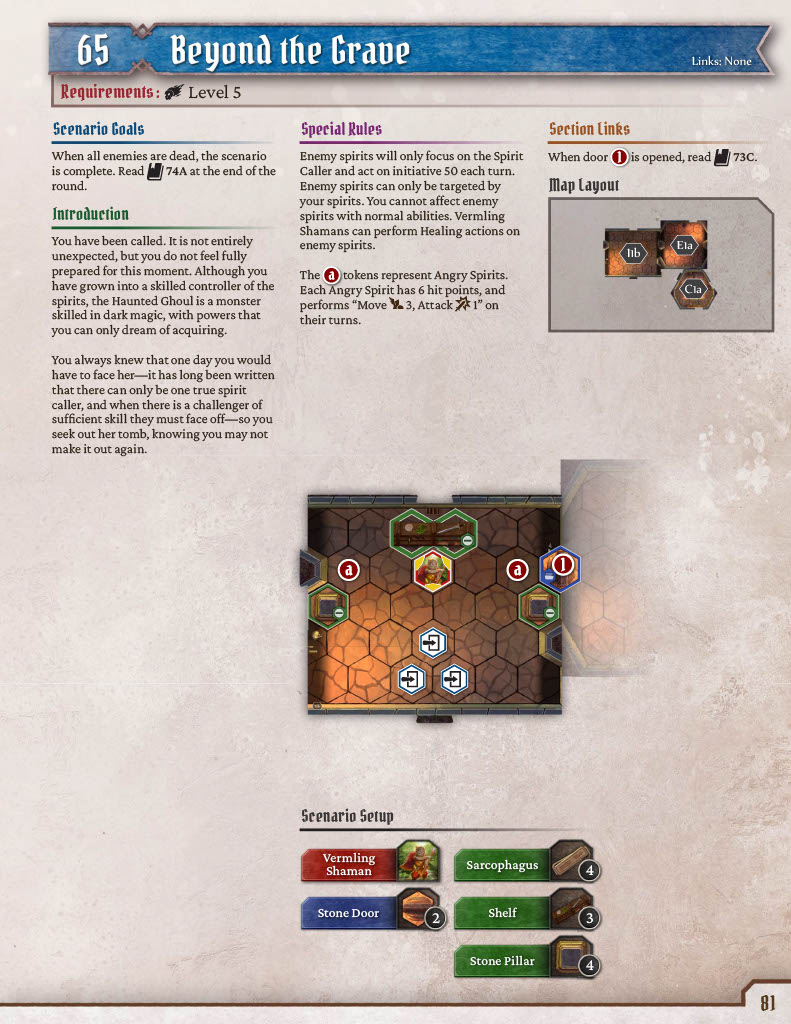 65 Beyond the Grave
Links: None
Requirements: Level 5
Scenario Goals
When all enemies are dead, the scenario
is complete. Read 74A at the end of the
round.
Introduction
You have been called. It is not entirely
unexpected, but you do not feel fully
prepared for this moment. Although you
have grown into a skilled controller of the
spirits, the Haunted Ghoul is a monster
skilled in dark magic, with powers that
you can only dream of acquiring.
You always knew that one day you would
have to face her—it has long been written
that there can only be one true spirit
caller, and when there is a challenger of
sufficient skill they must face off—so you
seek out her tomb, knowing you may not
make it out again.
Special Rules
Enemy spirits will only focus on the Spirit
Caller and act on initiative 50 each turn.
Enemy spirits can only be targeted by
your spirits. You cannot affect enemy
spirits with normal abilities. Vermling
Shamans can perform Healing actions on
enemy spirits.
The a tokens represent Angry Spirits.
Each Angry Spirit has 6 hit points, and
performs “Move 3, Attack 1” on
their turns.
Section Links
When door 1 is opened, read 73C.
Map Layout
I1b
E1a
C1a
a
a
1
Scenario Setup
Vermling
Shaman
Sarcophagus
4
Stone Door
2
Shelf
3
Stone Pillar
4
81